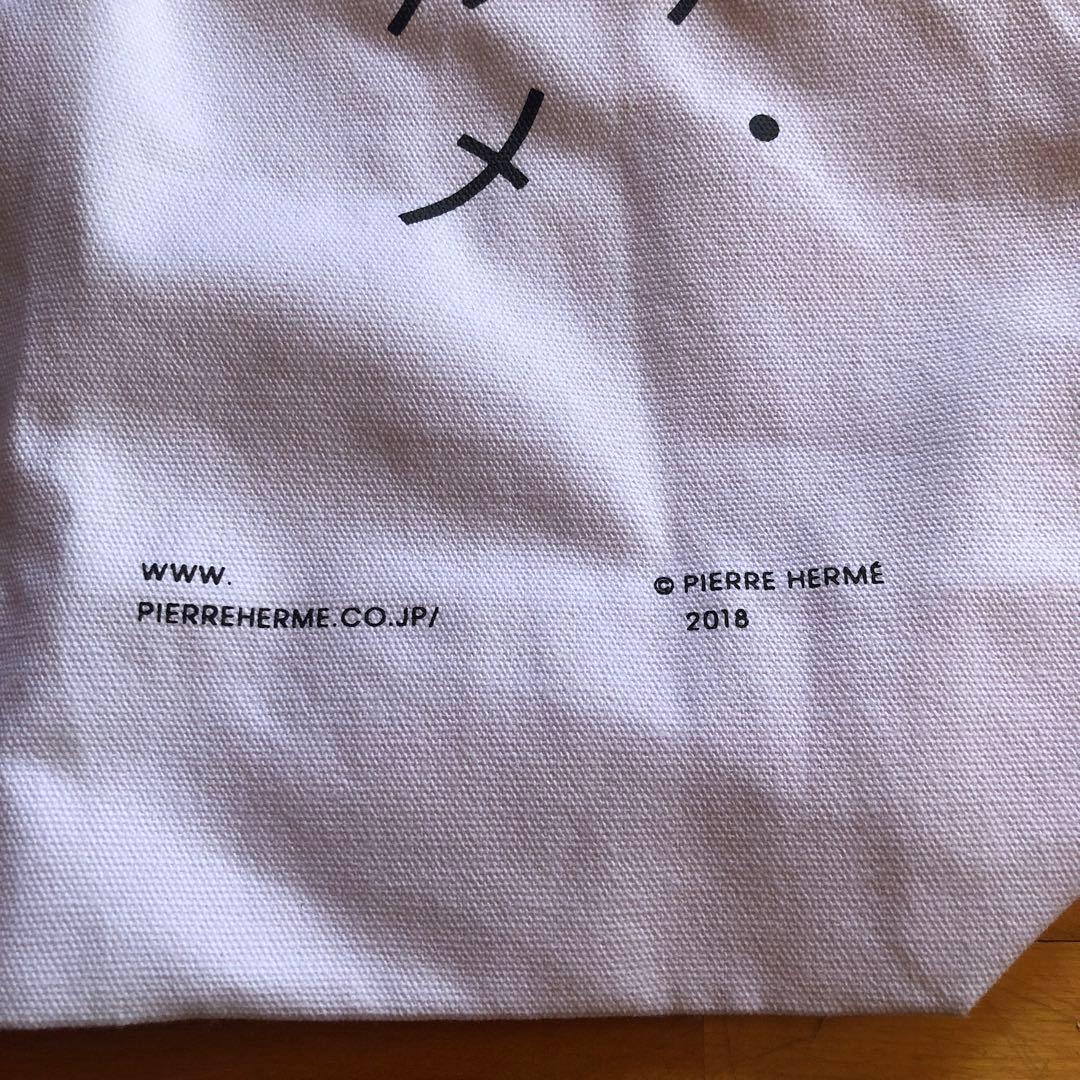 メ
・
WWW.
PIERREHERME.CO.JP/
© PIERRE HERMÉ
2018